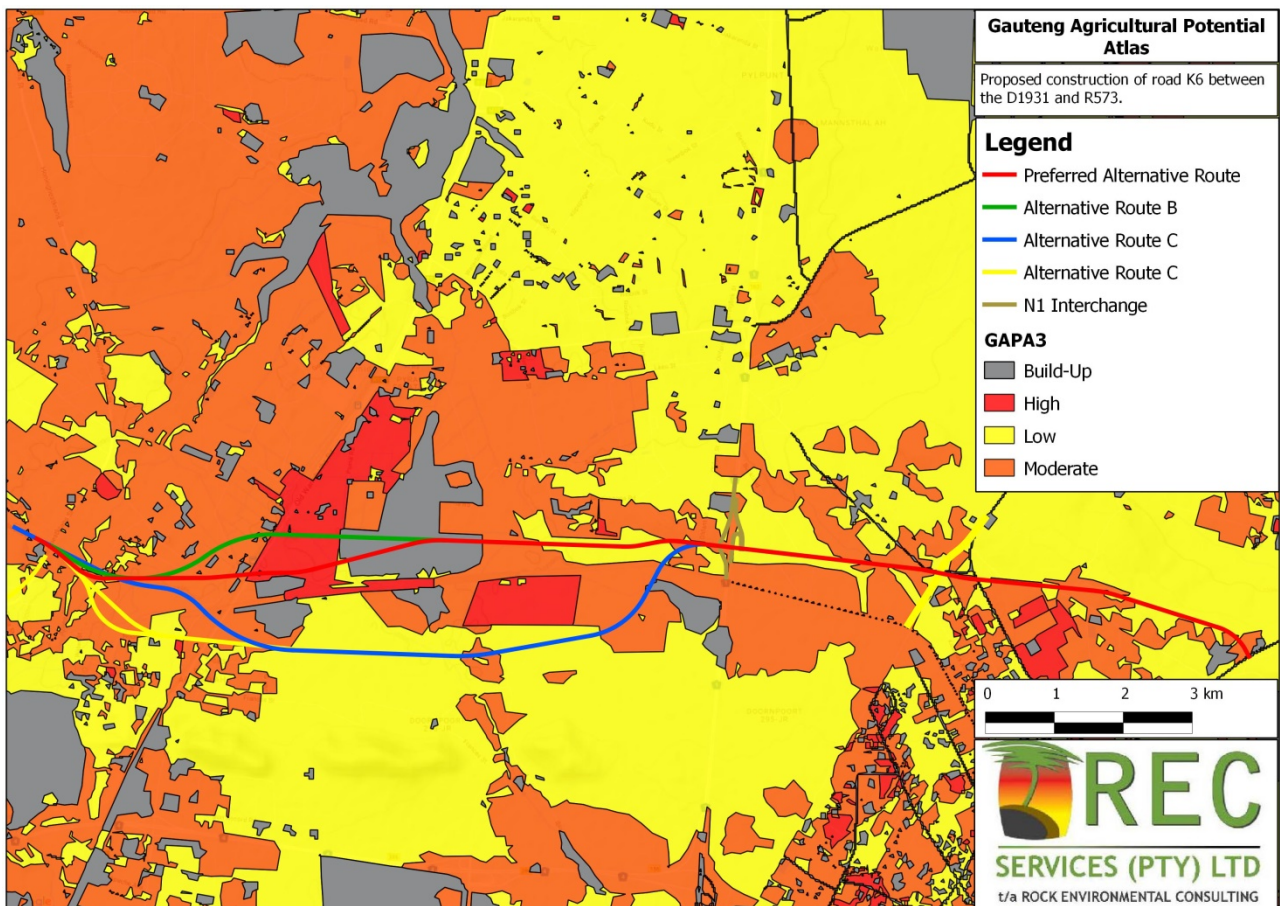 Gauteng Agricultural Potential
Atlas
Proposed construction of road K6 between
the D1931 and R573.
Legend
Preferred Alternative Route
Alternative Route B
Alternative Route C
Alternative Route C
N1 Interchange
GAPA3
Build-Up
High
Low
Moderate
0 1 2 3 km
REC
SERVICES (PTY) LTD
t/a ROCK ENVIRONMENTAL CONSULTING